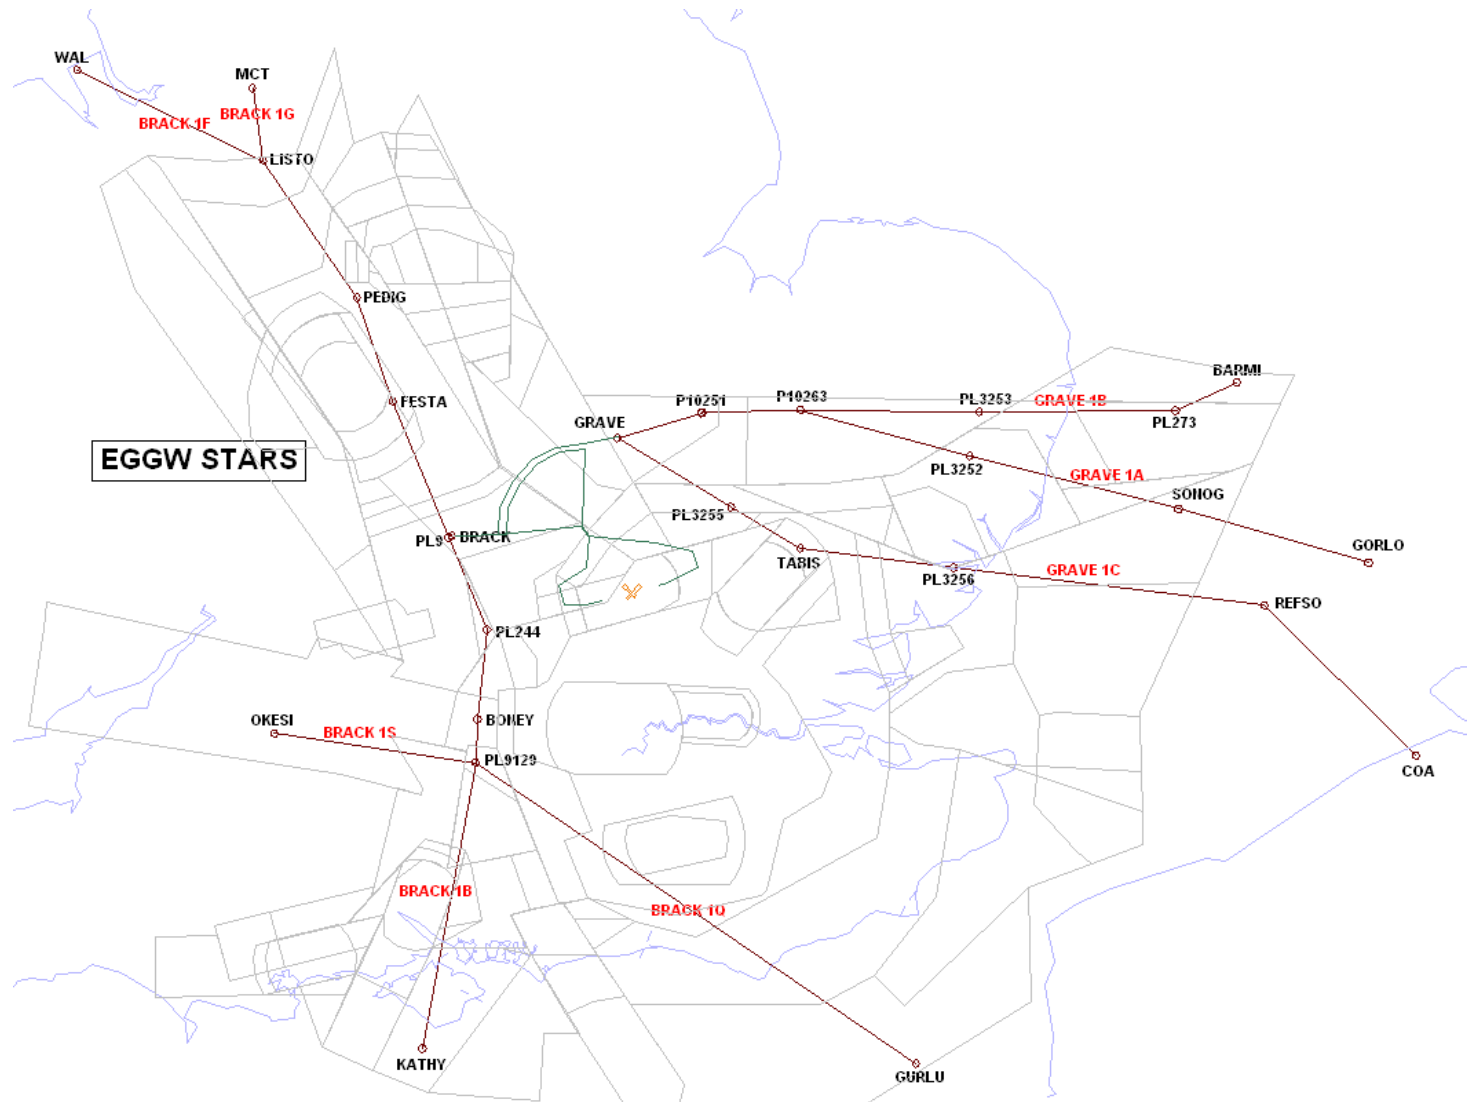 WAL
MCT
BRACK 1G
BRACK 1F
LISTO
PEDIG
BARMI
P10263
PL3253
FESTA
P10251
GRAVE 1B
GRAVE
PL273
EGGW STARS
PL3252
GRAVE 1A
SONOG
PL3255
PL9
BRACK
GORLO
TABIS
GRAVE 1C
PL3256
REFSO
PL244
OKESI
BONEY
BRACK 1S
PL9129
COA
BRACK 1B
BRACK 1Q
KATHY
GURLU